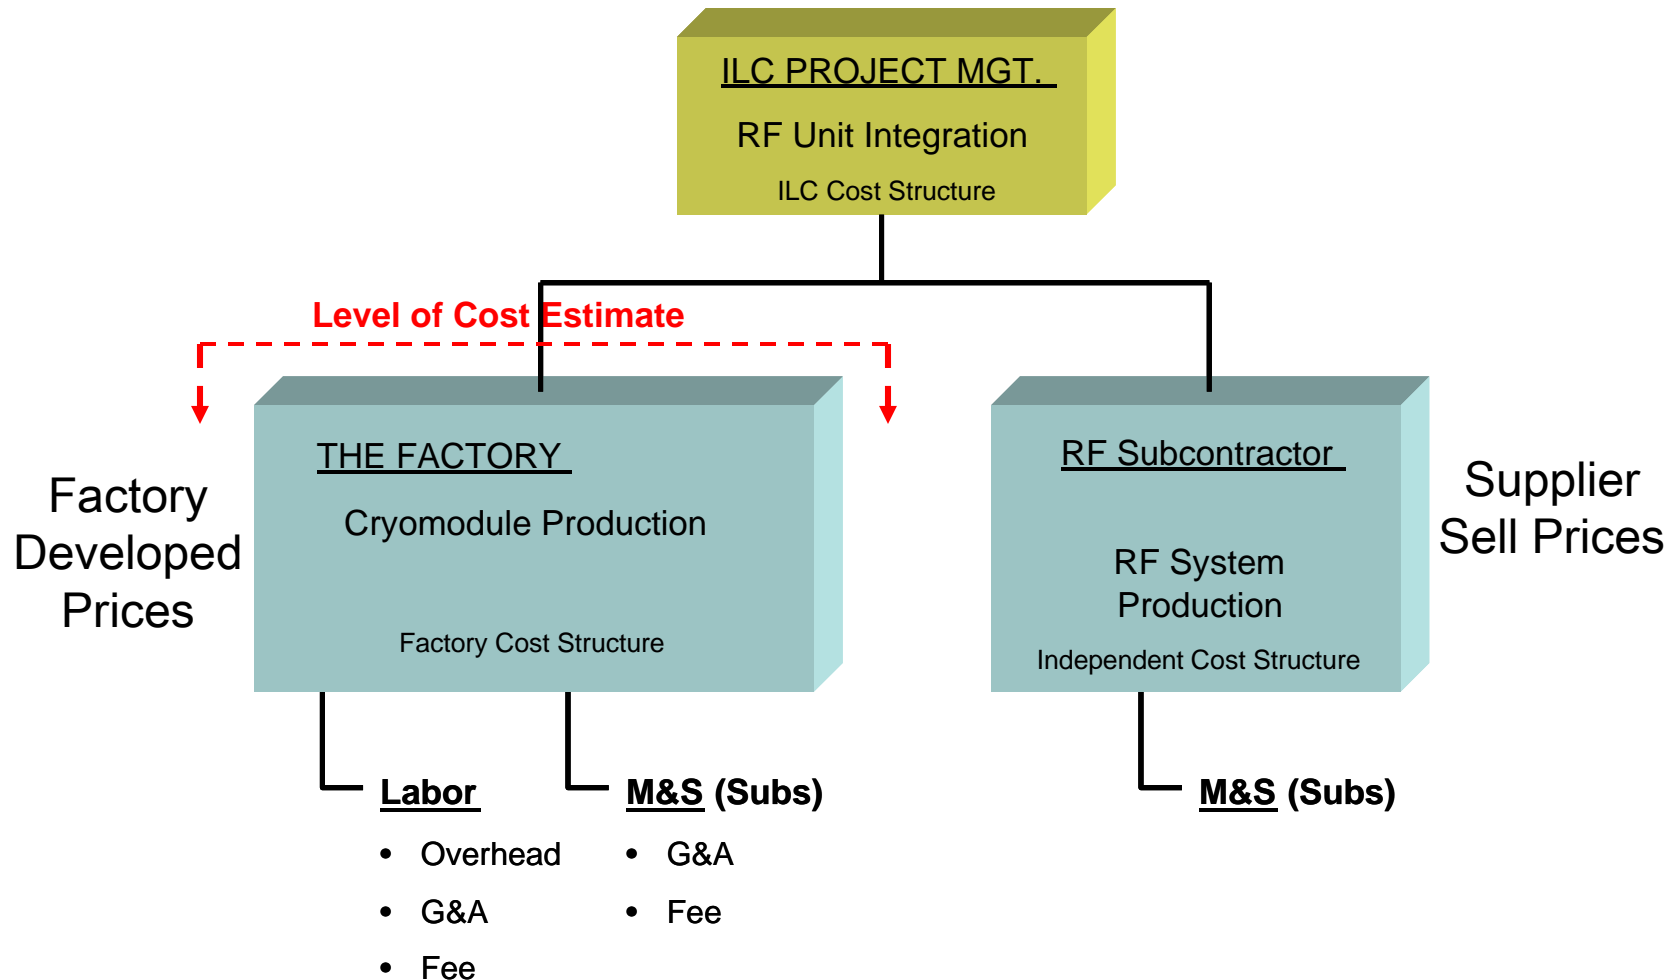 ILC PROJECT MGT.
RF Unit Integration
ILC Cost Structure
Level of Cost Estimate
Factory
Developed
Prices
THE FACTORY
Cryomodule Production
Factory Cost Structure
RF Subcontractor
RF System
Production
Independent Cost Structure
Supplier
Sell Prices
Labor
• Overhead
• G&A
• Fee
M&S (Subs)
• G&A
• Fee
M&S (Subs)